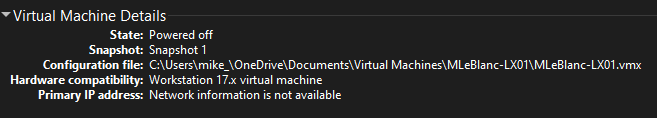 Virtual Machine Details
State: Powered off
Snapshot: Snapshot 1
Configuration file: C:\Users\mike_\OneDrive\Documents\Virtual Machines\MLeBlanc-LX01\MLeBlanc-LX01.vmx
Hardware compatibility: Workstation 17.x virtual machine
Primary IP address: Network information is not available